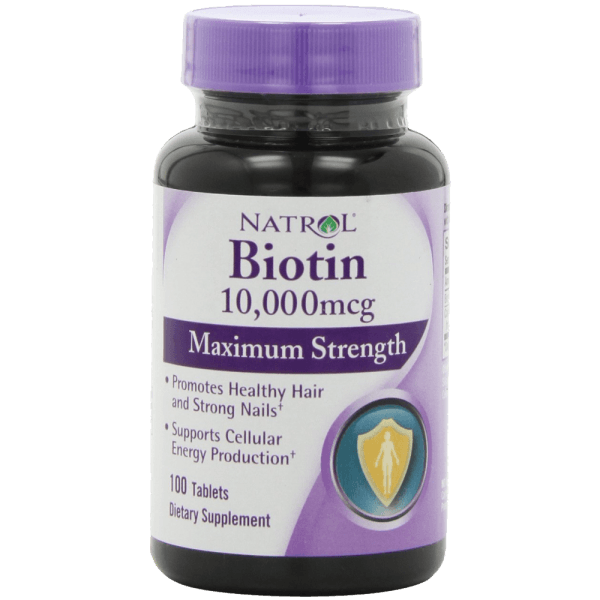 NATROL
Biotin
10,000mcg
Maximum Strength
• Promotes Healthy Hair
and Strong Nails†
• Supports Cellular
Energy Production†
100 Tablets
Dietary Supplement